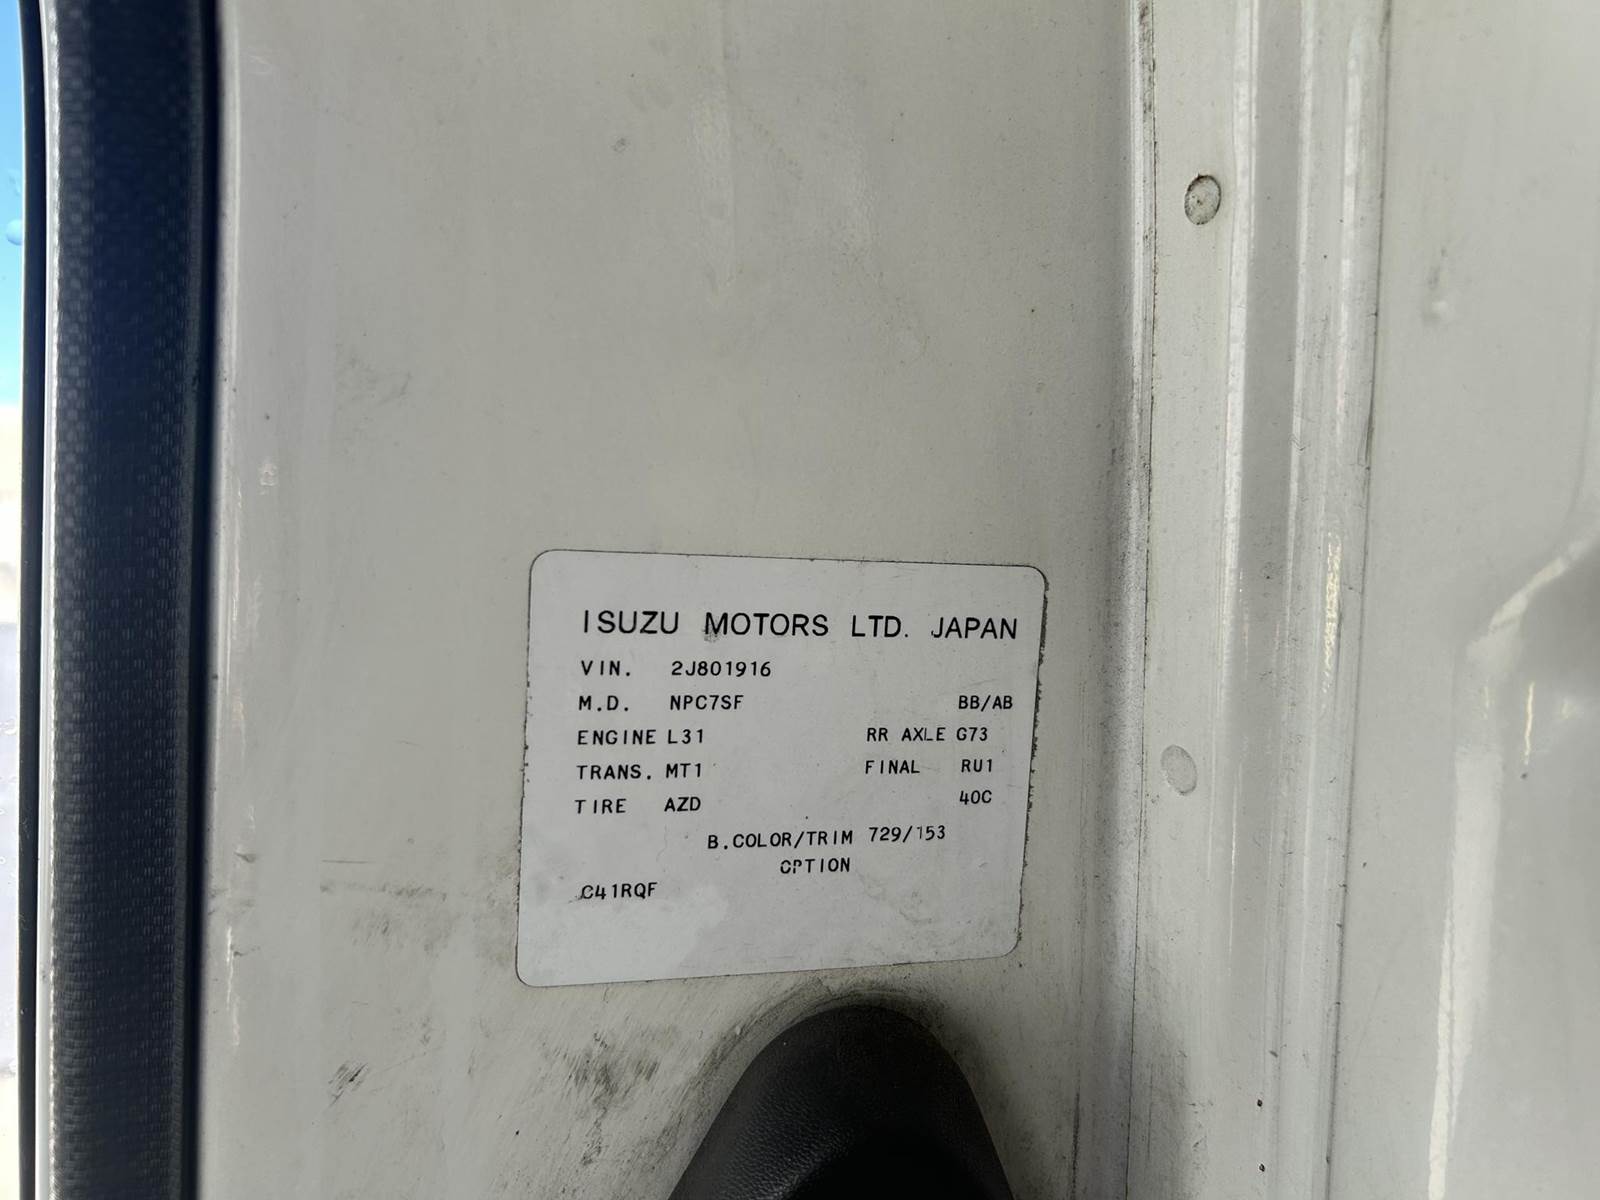 ISUZU MOTORS LTD. JAPAN
VIN. 2J801916
M.D. NPC7SF BB/AB
ENGINE L31 RR AXLE G73
TRANS. MT1 FINAL RU1
TIRE AZD 40C
B.COLOR/TRIM 729/153
OPTION
C41RQF